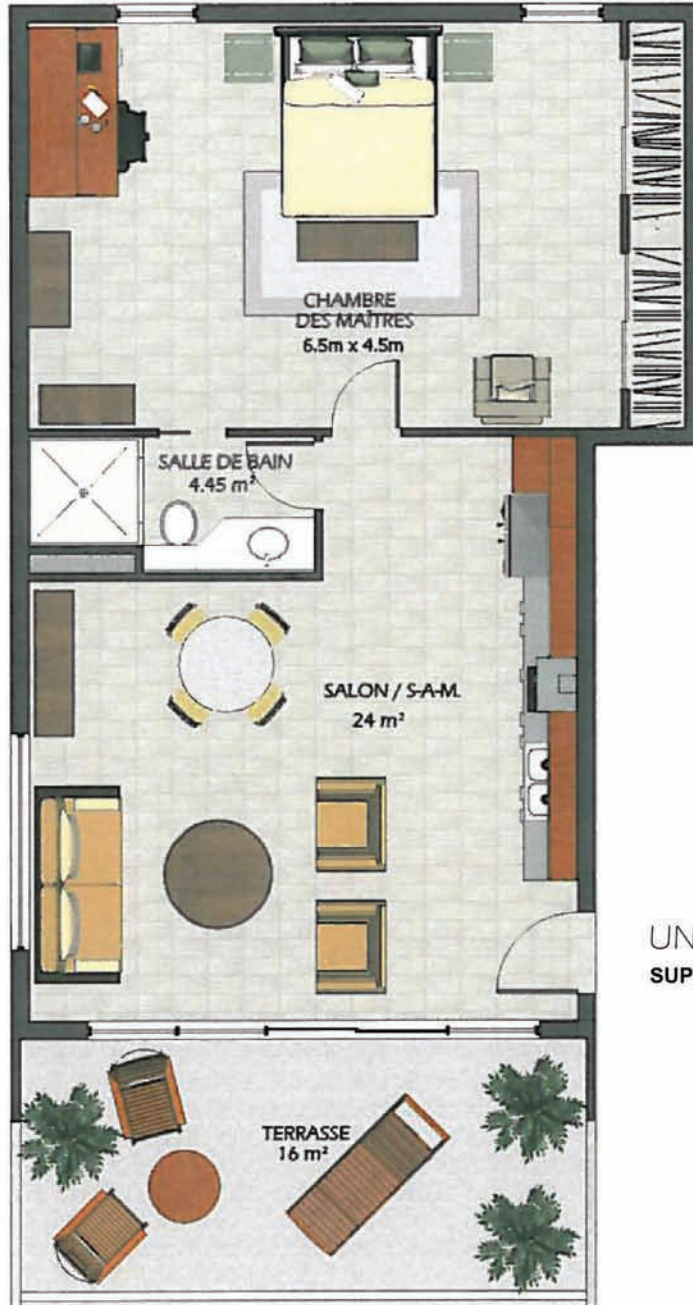 CHAMBRE
DES MAÎTRES
6.5m x 4.5m
SALLE DE BAIN
4.45 m²
SALON / S-A-M.
24 m²
UN
SUP
TERRASSE
16 m²